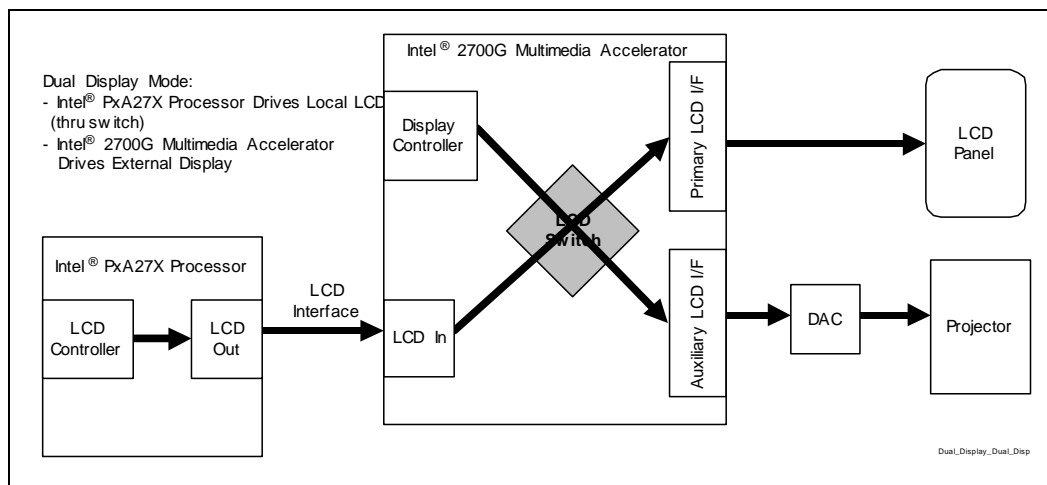 Intel® 2700G Multimedia Accelerator
Dual Display Mode:
- Intel® PxA27X Processor Drives Local LCD
(thru switch)
- Intel® 2700G Multimedia Accelerator
Drives External Display
Display
Controller
Primary LCD I/F
LCD
Panel
LCD
Switch
Intel® PxA27X Processor
LCD
Controller
LCD
Out
LCD
Interface
LCD In
Auxiliary LCD I/F
DAC
Projector
Dual_Display_Dual_Disp